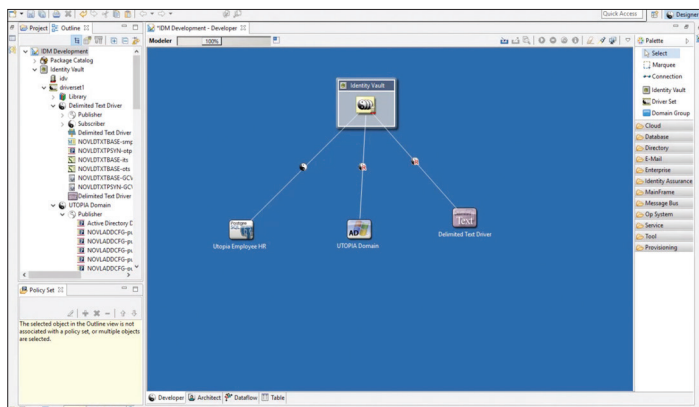 Quick Access
Designer
Project
Outline
*IDM Development - Developer
Modeler
100%
Palette
IDM Development
Package Catalog
Identity Vault
idv
driverset1
Library
Delimited Text Driver
Publisher
Subscriber
Delimited Text Driver
NOVLDTXTBASE-smp
NOVLDTXTPSYN-otp
NOVLDTXTBASE-its
NOVLDTXTBASE-ots
NOVLDTXTBASE-GCV
NOVLDTXTPSYN-GCV
Delimited Text Driver
UTOPIA Domain
Publisher
Active Directory D
NOVLADDCFG-pu
NOVLADDCFG-pu
NOVLADDCFG-pu
NOVLADDCFG-pu
Policy Set
The selected object in the Outline view is not
associated with a policy set, or multiple objects
are selected.
Identity Vault
Utopia Employee HR
AD
UTOPIA Domain
Text
Delimited Text Driver
Select
Marquee
Connection
Identity Vault
Driver Set
Domain Group
Cloud
Database
Directory
E-Mail
Enterprise
Identity Assurance
MainFrame
Message Bus
Op System
Service
Tool
Provisioning
Developer
Architect
Dataflow
Table